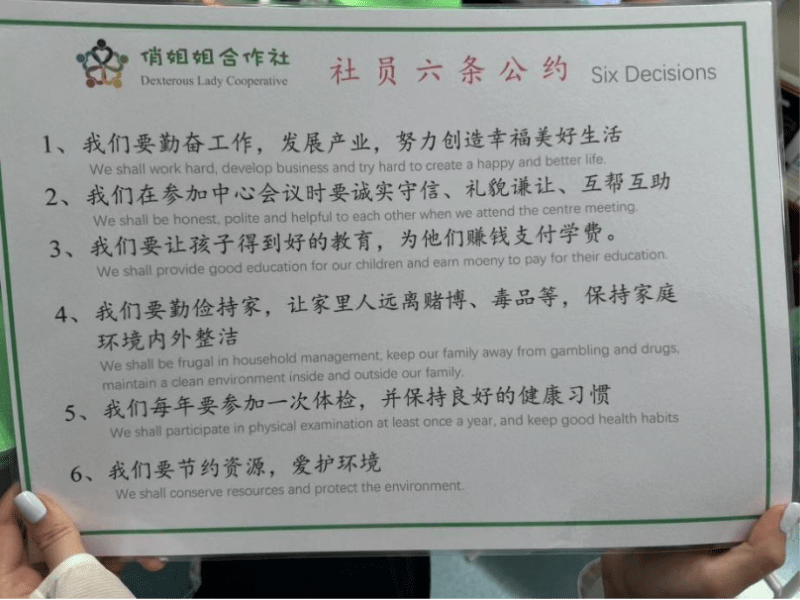 俏姐姐合作社
Dexterous Lady Cooperative
社员六条公约 Six Decisions
1、我们要勤奋工作，发展产业，努力创造幸福美好生活
We shall work hard, develop business and try hard to create a happy and better life.
2、我们在参加中心会议时要诚实守信、礼貌谦让、互帮互助
We shall be honest, polite and helpful to each other when we attend the centre meeting.
3、我们要让孩子得到好的教育，为他们赚钱支付学费。
We shall provide good education for our children and earn moeny to pay for their education.
4、我们要勤俭持家，让家里人远离赌博、毒品等，保持家庭
环境内外整洁
We shall be frugal in household management, keep our family away from gambling and drugs,
maintain a clean environment inside and outside our family.
5、我们每年要参加一次体检，并保持良好的健康习惯
We shall participate in physical examination at least once a year, and keep good health habits
6、我们要节约资源，爱护环境
We shall conserve resources and protect the environment.